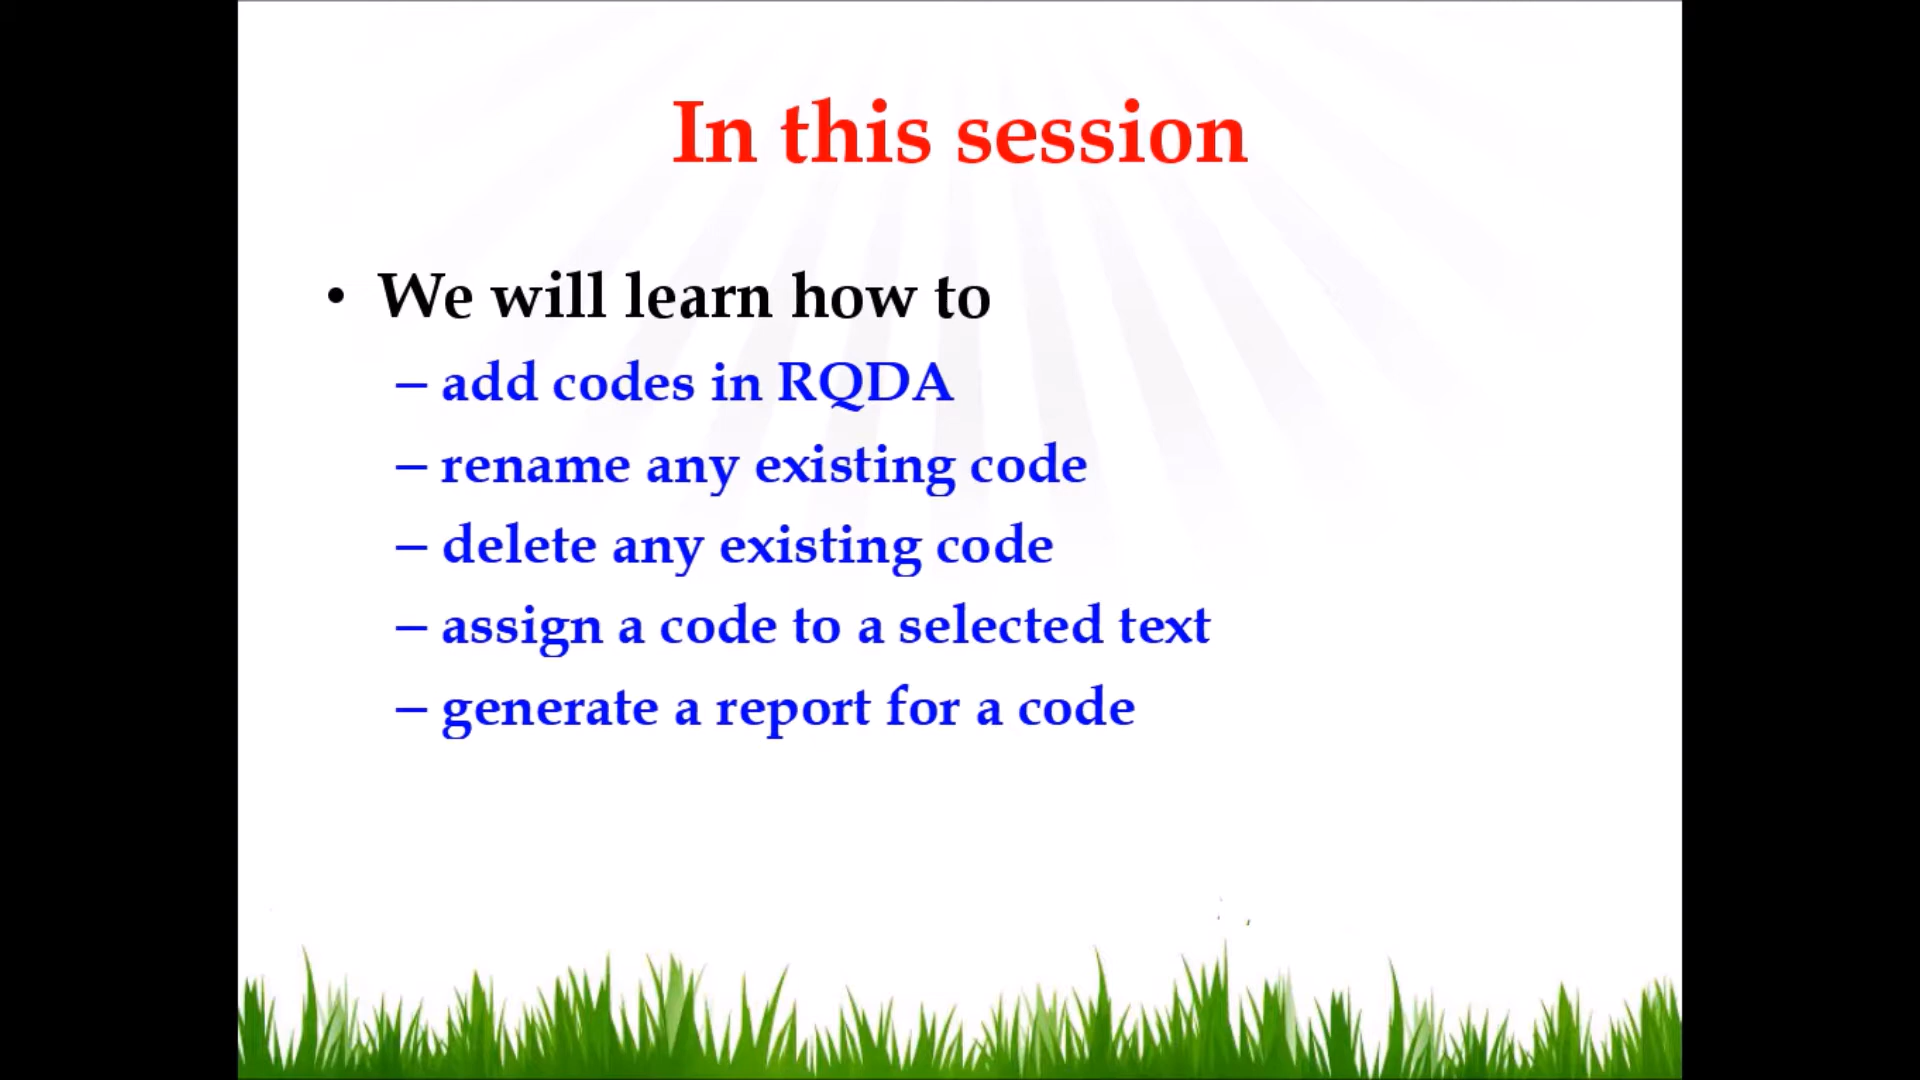 In this session
• We will learn how to
– add codes in RQDA
– rename any existing code
– delete any existing code
– assign a code to a selected text
– generate a report for a code